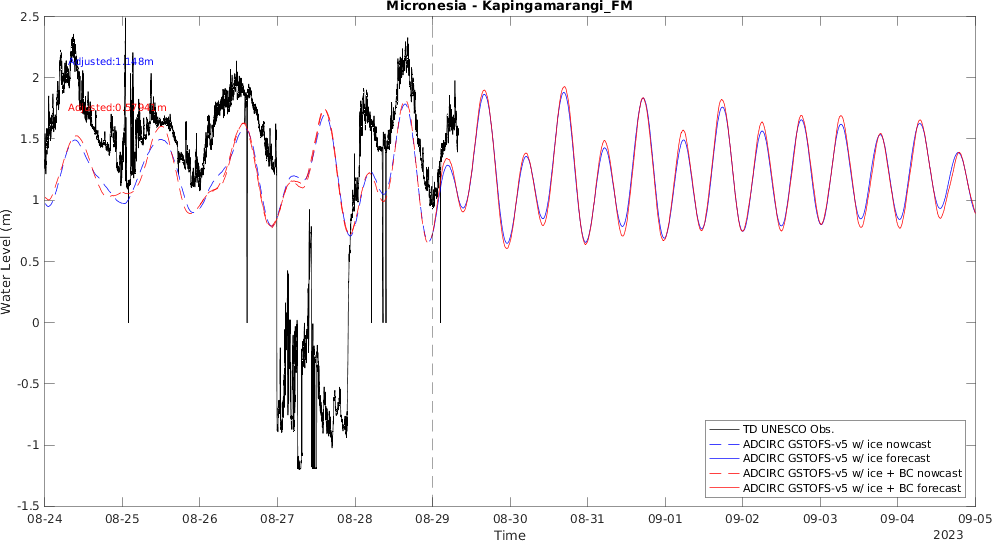 Micronesia - Kapingamarangi_FM
2.5
2
1.5
1
0.5
0
-0.5
-1
-1.5
Water Level (m)
Adjusted:1.148m
08-24
08-25
08-26
08-27
08-28
08-29
08-30
08-31
09-01
09-02
09-03
09-04
09-05
Time
2023
TD UNESCO Obs.
ADCIRC GSTOFS-v5 w/ ice nowcast
ADCIRC GSTOFS-v5 w/ ice forecast
ADCIRC GSTOFS-v5 w/ ice + BC nowcast
ADCIRC GSTOFS-v5 w/ ice + BC forecast